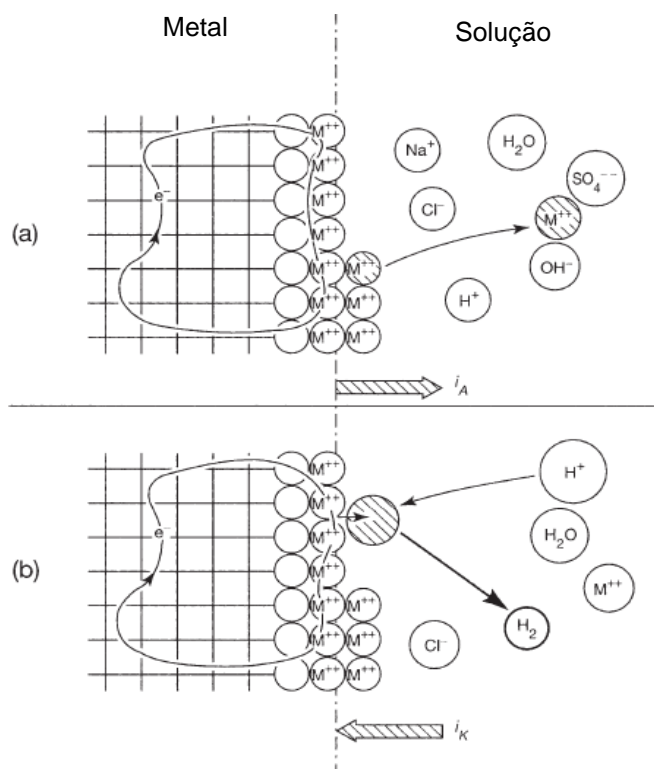 Metal Solução
M⁺⁺
Na⁺ H₂O
M⁺⁺
SO₄⁻⁻
e⁻ M⁺⁺ Cl⁻
M⁺⁺
(a) M⁺⁺
M⁺⁺ M⁺⁺ OH⁻
M⁺⁺ M⁺⁺ H⁺
M⁺⁺ M⁺⁺
i_A
M⁺⁺ H⁺
M⁺⁺
e⁻ M⁺⁺ H₂O
(b) M⁺⁺
M⁺⁺ M⁺⁺ M⁺⁺
M⁺⁺ M⁺⁺ Cl⁻ H₂
M⁺⁺ M⁺⁺
i_K